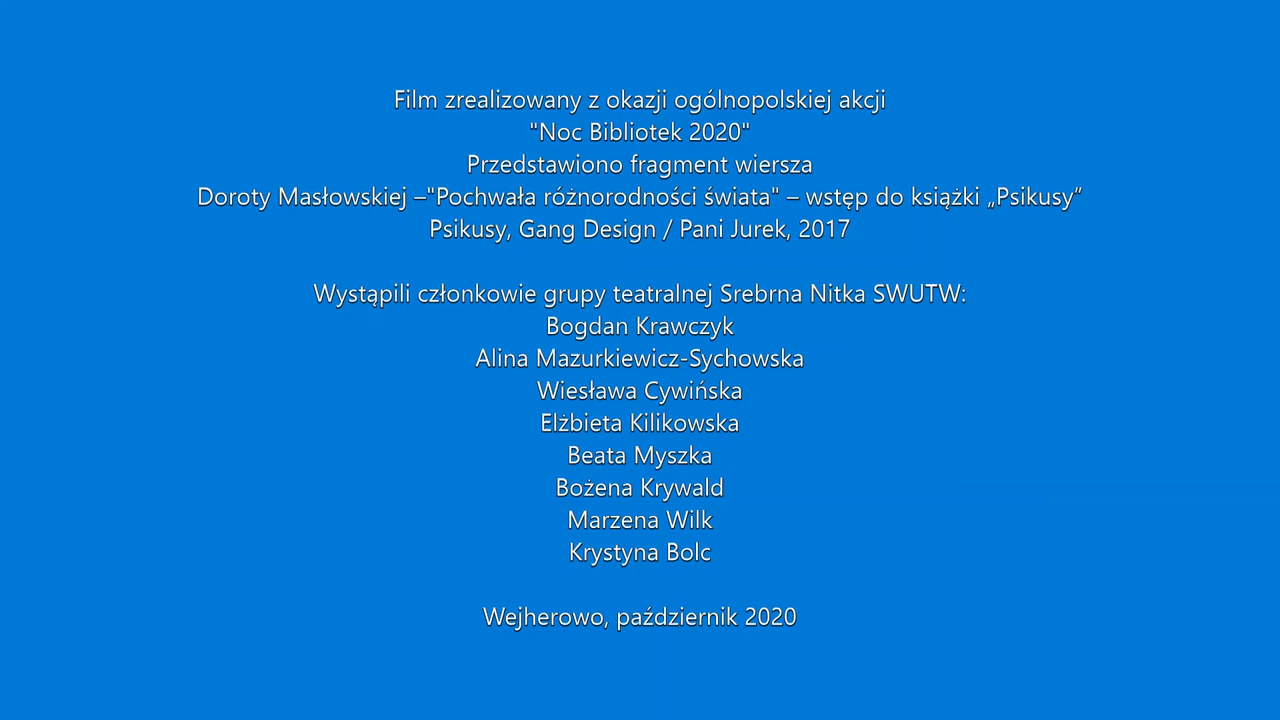 Film zrealizowany z okazji ogólnopolskiej akcji
"Noc Bibliotek 2020"
Przedstawiono fragment wiersza
Doroty Masłowskiej –"Pochwała różnorodności świata" – wstęp do książki „Psikusy”
Psikusy, Gang Design / Pani Jurek, 2017
Wystąpili członkowie grupy teatralnej Srebrna Nitka SWUTW:
Bogdan Krawczyk
Alina Mazurkiewicz-Sychowska
Wiesława Cywińska
Elżbieta Kilikowska
Beata Myszka
Bożena Krywald
Marzena Wilk
Krystyna Bolc
Wejherowo, październik 2020